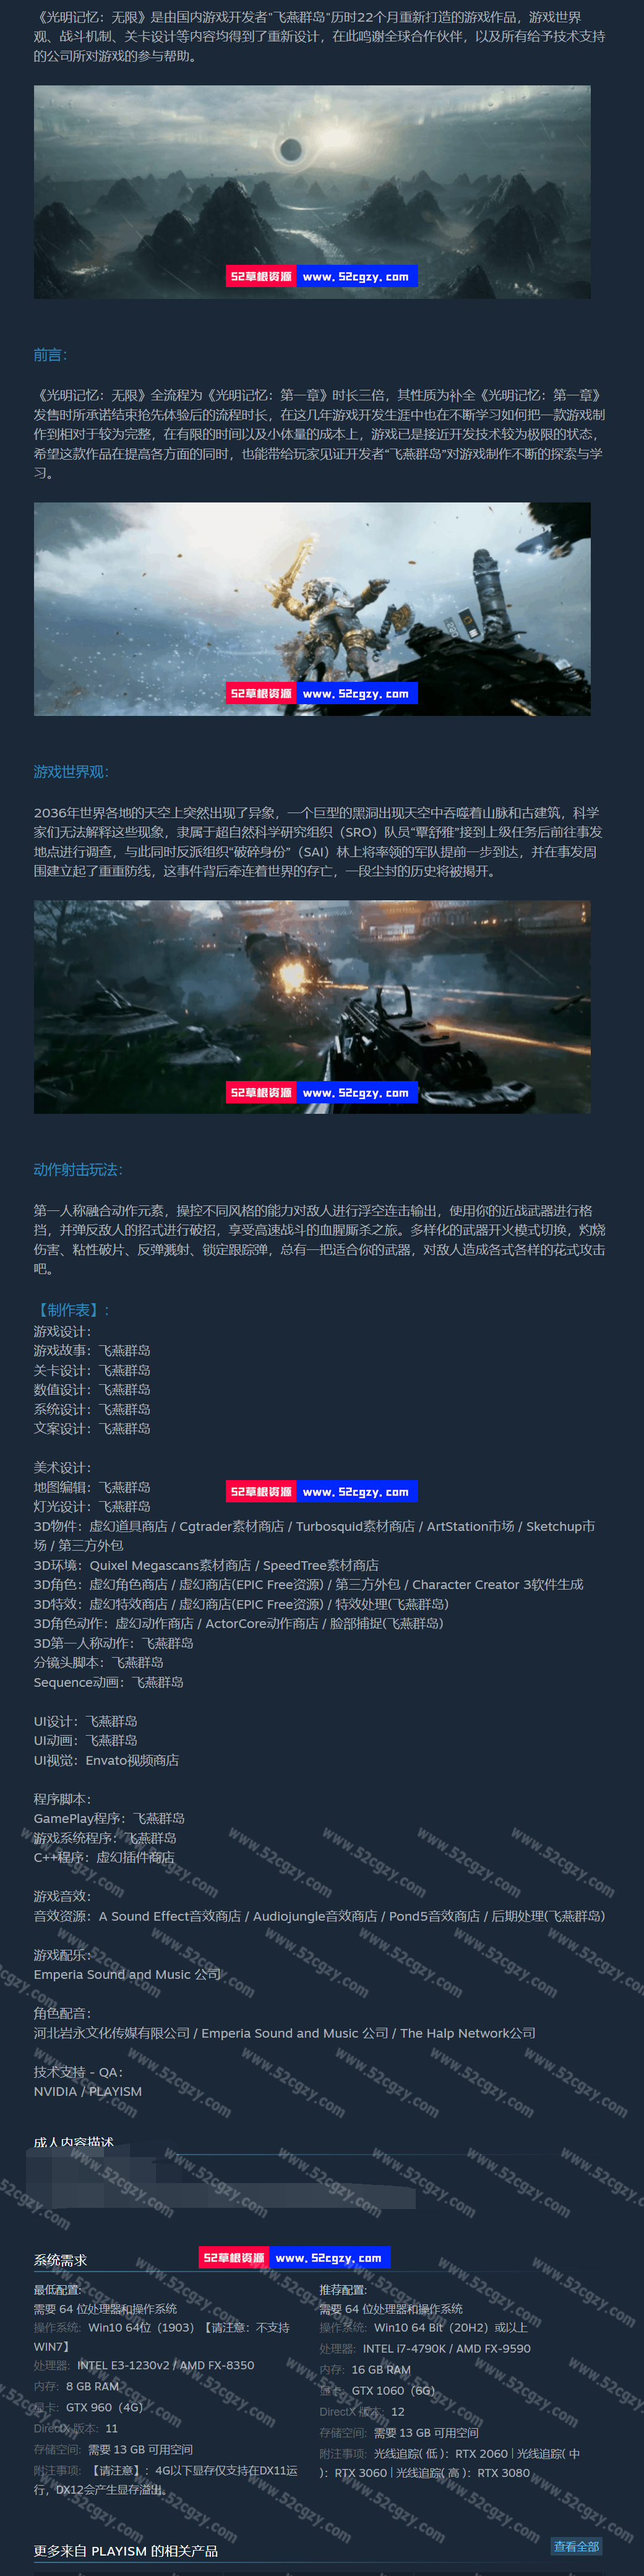 《光明记忆：无限》是由国内游戏开发者"飞燕群岛"历时22个月重新打造的游戏作品，游戏世界
观、战斗机制、关卡设计等内容均得到了重新设计，在此鸣谢全球合作伙伴，以及所有给予技术支持
的公司所对游戏的参与帮助。
52草根资源 www.52cgzy.com
前言：
《光明记忆：无限》全流程为《光明记忆：第一章》时长三倍，其性质为补全《光明记忆：第一章》
发售时所承诺结束抢先体验后的流程时长，在这几年游戏开发生涯中也在不断学习如何把一款游戏制
作到相对于较为完整，在有限的时间以及小体量的成本上，游戏已是接近开发技术较为极限的状态，
希望这款作品在提高各方面的同时，也能带给玩家见证开发者“飞燕群岛”对游戏制作不断的探索与学
习。
52草根资源 www.52cgzy.com
游戏世界观：
2036年世界各地的天空上突然出现了异象，一个巨型的黑洞出现天空中吞噬着山脉和古建筑，科学
家们无法解释这些现象，隶属于超自然科学研究组织（SRO）队员“覃舒雅”接到上级任务后前往事发
地点进行调查，与此同时反派组织“破碎身份”（SAI）林上将率领的军队提前一步到达，并在事发周
围建立起了重重防线，这事件背后牵连着世界的存亡，一段尘封的历史将被揭开。
52草根资源 www.52cgzy.com
动作射击玩法：
第一人称融合动作元素，操控不同风格的能力对敌人进行浮空连击输出，使用你的近战武器进行格
挡，并弹反敌人的招式进行破招，享受高速战斗的血腥厮杀之旅。多样化的武器开火模式切换，灼烧
伤害、粘性破片、反弹溅射、锁定跟踪弹，总有一把适合你的武器，对敌人造成各式各样的花式攻击
吧。
【制作表】：
游戏设计：
游戏故事：飞燕群岛
关卡设计：飞燕群岛
数值设计：飞燕群岛
系统设计：飞燕群岛
文案设计：飞燕群岛
美术设计：
地图编辑：飞燕群岛
52草根资源 www.52cgzy.com
灯光设计：飞燕群岛
3D物件：虚幻道具商店 / Cgtrader素材商店 / Turbosquid素材商店 / ArtStation市场 / Sketchup市
场 / 第三方外包
3D环境：Quixel Megascans素材商店 / SpeedTree素材商店
3D角色：虚幻角色商店 / 虚幻商店(EPIC Free资源) / 第三方外包 / Character Creator 3软件生成
3D特效：虚幻特效商店 / 虚幻商店(EPIC Free资源) / 特效处理(飞燕群岛)
3D角色动作：虚幻动作商店 / ActorCore动作商店 / 脸部捕捉(飞燕群岛)
3D第一人称动作：飞燕群岛
分镜头脚本：飞燕群岛
Sequence动画：飞燕群岛
UI设计：飞燕群岛
UI动画：飞燕群岛
UI视觉：Envato视频商店
程序脚本：
GamePlay程序：飞燕群岛
游戏系统程序：飞燕群岛
C++程序：虚幻插件商店
游戏音效：
音效资源：A Sound Effect音效商店 / Audiojungle音效商店 / Pond5音效商店 / 后期处理(飞燕群岛)
游戏配乐：
Emperia Sound and Music 公司
角色配音：
河北岩永文化传媒有限公司 / Emperia Sound and Music 公司 / The Halp Network公司
技术支持 - QA：
NVIDIA / PLAYISM
成人内容描述
52草根资源 www.52cgzy.com
系统需求
最低配置:
需要 64 位处理器和操作系统
操作系统: Win10 64位（1903）【请注意：不支持
WIN7】
处理器: INTEL E3-1230v2 / AMD FX-8350
内存: 8 GB RAM
显卡: GTX 960（4G）
DirectX 版本: 11
存储空间: 需要 13 GB 可用空间
附注事项: 【请注意】：4G以下显存仅支持在DX11运
行，DX12会产生显存溢出。
推荐配置:
需要 64 位处理器和操作系统
操作系统: Win10 64 Bit（20H2）或以上
处理器: INTEL i7-4790K / AMD FX-9590
内存: 16 GB RAM
显卡: GTX 1060（6G）
DirectX 版本: 12
存储空间: 需要 13 GB 可用空间
附注事项: 光线追踪( 低 )：RTX 2060 | 光线追踪( 中
)：RTX 3060 | 光线追踪( 高 )：RTX 3080
更多来自 PLAYISM 的相关产品
查看全部
www.52cgzy.com